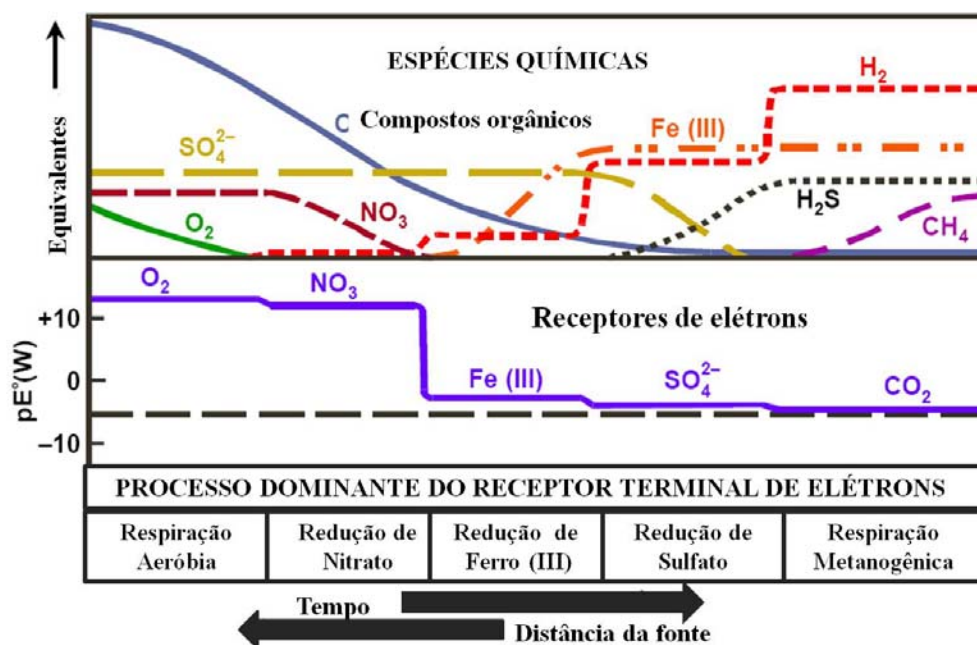 Equivalentes
ESPÉCIES QUÍMICAS
H₂
C
Compostos orgânicos
Fe (III)
SO₄²⁻
O₂
NO₃
H₂S
CH₄
O₂
NO₃
Receptores de elétrons
+10
pE°(W)
Fe (III)
SO₄²⁻
CO₂
0
–10
PROCESSO DOMINANTE DO RECEPTOR TERMINAL DE ELÉTRONS
Respiração
Aeróbia
Redução de
Nitrato
Redução de
Ferro (III)
Redução de
Sulfato
Respiração
Metanogênica
Tempo
Distância da fonte